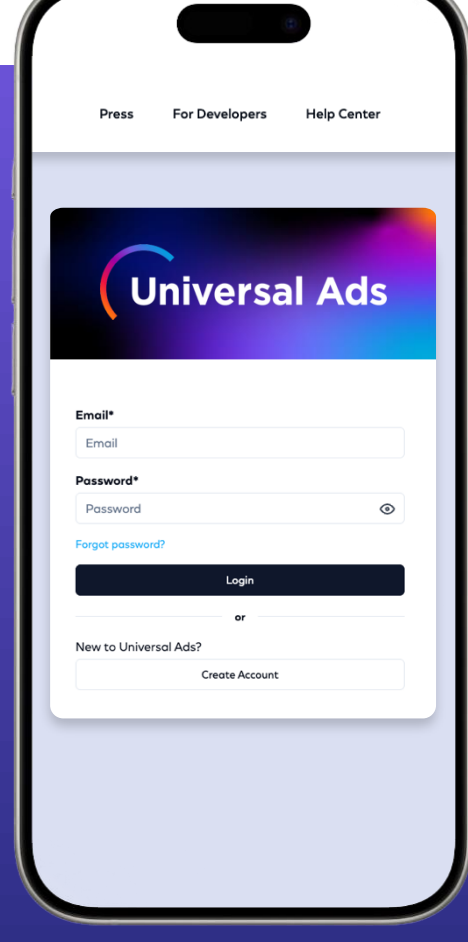 Press For Developers Help Center
Universal Ads
Email*
Email
Password*
Password
Forgot password?
Login
or
New to Universal Ads?
Create Account